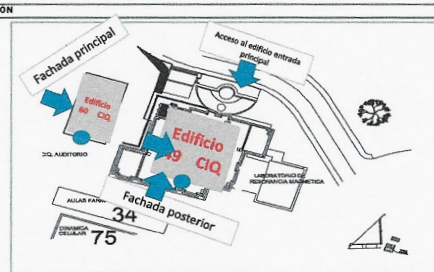 ÓN
Fachada principal
Acceso al edificio entrada
principal
Edificio
60 CIQ
Edificio
49 CIQ
CIQ. AUDITORIO
LABORATORIO DE
RESONANCIA MAGNETICA
Fachada posterior
AULAS
34
DINAMICA
CELULAR 75